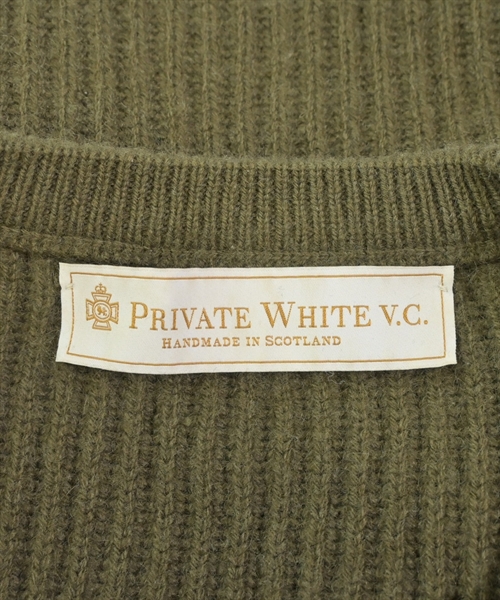 PRIVATE WHITE V.C.
HANDMADE IN SCOTLAND